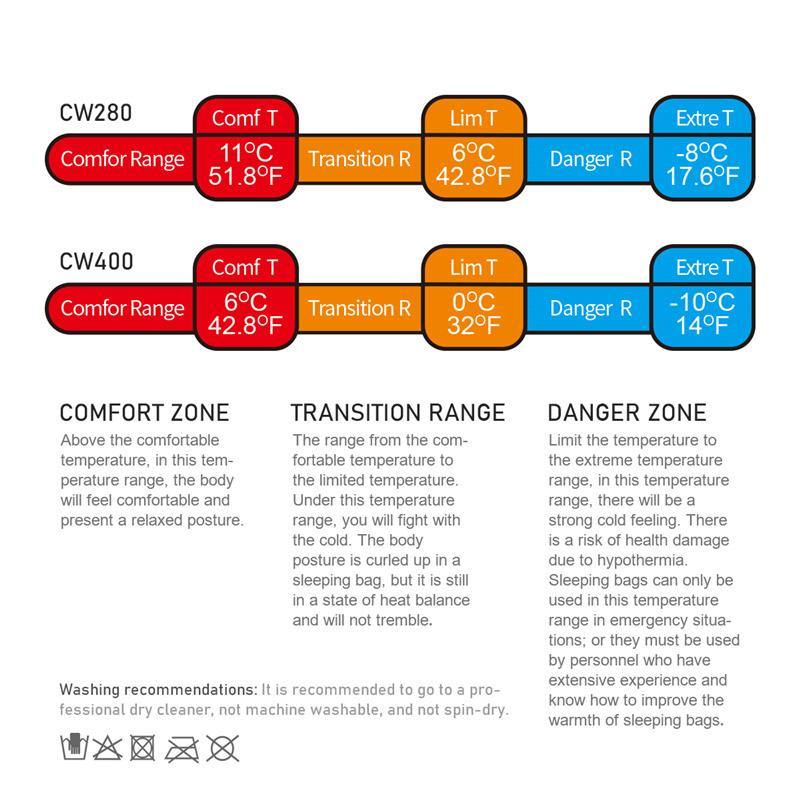 CW280
Comf T
Lim T
Extre T
Comfor Range
11°C
51.8°F
Transition R
6°C
42.8°F
Danger R
-8°C
17.6°F
CW400
Comf T
Lim T
Extre T
Comfor Range
6°C
42.8°F
Transition R
0°C
32°F
Danger R
-10°C
14°F
COMFORT ZONE
Above the comfortable
temperature, in this tem-
perature range, the body
will feel comfortable and
present a relaxed posture.
TRANSITION RANGE
The range from the com-
fortable temperature to
the limited temperature.
Under this temperature
range, you will fight with
the cold. The body
posture is curled up in a
sleeping bag, but it is still
in a state of heat balance
and will not tremble.
DANGER ZONE
Limit the temperature to
the extreme temperature
range, in this temperature
range, there will be a
strong cold feeling. There
is a risk of health damage
due to hypothermia.
Sleeping bags can only be
used in this temperature
range in emergency situa-
tions; or they must be used
by personnel who have
extensive experience and
know how to improve the
warmth of sleeping bags.
Washing recommendations: It is recommended to go to a pro-
fessional dry cleaner, not machine washable, and not spin-dry.